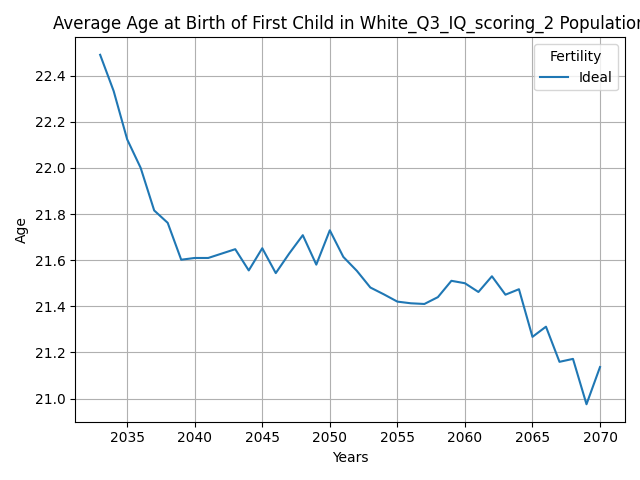 Average Age at Birth of First Child in White_Q3_IQ_scoring_2 Population
Fertility
Ideal
Age
22.4
22.2
22.0
21.8
21.6
21.4
21.2
21.0
2035 2040 2045 2050 2055 2060 2065 2070
Years